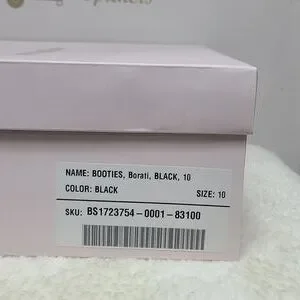 NAME: BOOTIES, Borati, BLACK, 10
COLOR: BLACK SIZE: 10
SKU: BS1723754-0001-83100